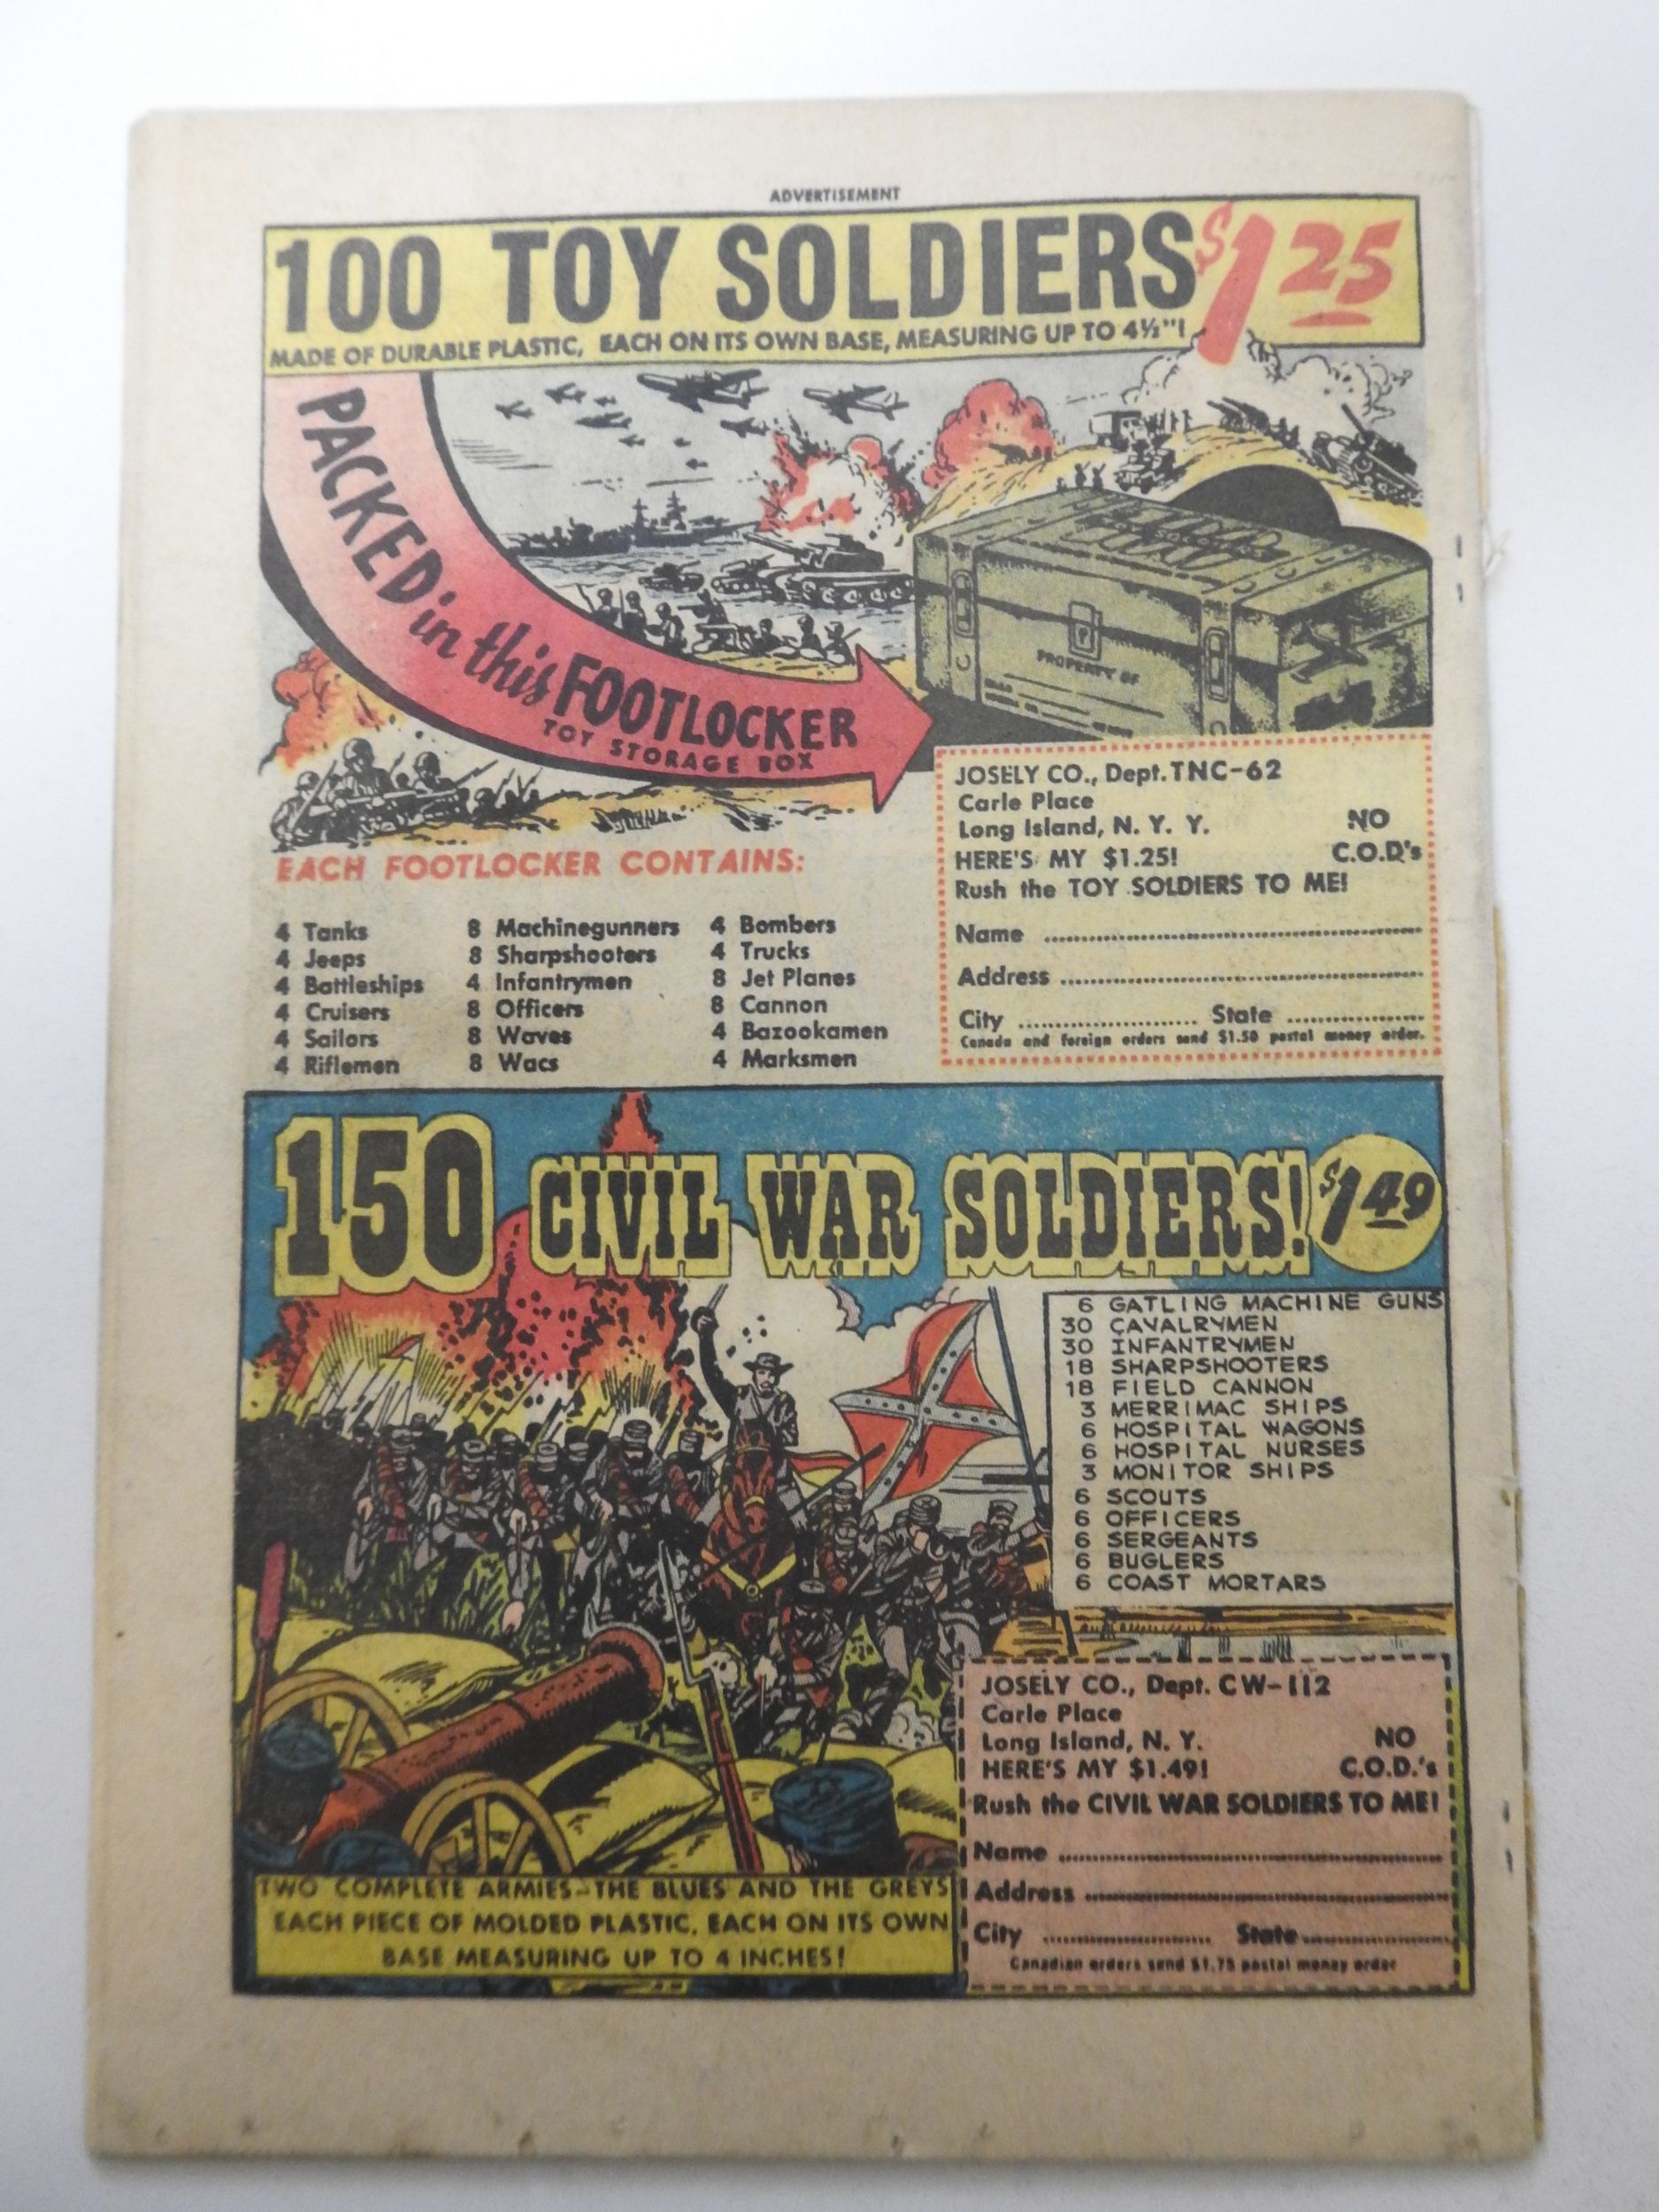 ADVERTISEMENT
100 TOY SOLDIERS $1 25
MADE OF DURABLE PLASTIC, EACH ON ITS OWN BASE, MEASURING UP TO 4½"!
PACKED in this FOOTLOCKER
TOY STORAGE BOX
PROPERTY OF
JOSELY CO., Dept. TNC-62
Carle Place
Long Island, N. Y. Y.
NO
HERE'S MY $1.25!
C.O.D's
Rush the TOY SOLDIERS TO ME!
Name
Address
City State
Canada and foreign orders send $1.50 postal money order.
EACH FOOTLOCKER CONTAINS:
4 Tanks
4 Jeeps
4 Battleships
4 Cruisers
4 Sailors
4 Riflemen
8 Machinegunners
8 Sharpshooters
4 Infantrymen
8 Officers
8 Waves
8 Wacs
4 Bombers
4 Trucks
8 Jet Planes
8 Cannon
4 Bazookamen
4 Marksmen
150 CIVIL WAR SOLDIERS! $1 49
6 GATLING MACHINE GUNS
30 CAVALRYMEN
30 INFANTRYMEN
18 SHARPSHOOTERS
18 FIELD CANNON
3 MERRIMAC SHIPS
6 HOSPITAL WAGONS
6 HOSPITAL NURSES
3 MONITOR SHIPS
6 SCOUTS
6 OFFICERS
6 SERGEANTS
6 BUGLERS
6 COAST MORTARS
JOSELY CO., Dept. CW-112
Carle Place
Long Island, N. Y.
NO
HERE'S MY $1.49!
C.O.D.'s
Rush the CIVIL WAR SOLDIERS TO ME!
Name
Address
City State
Canadian orders send $1.75 postal money order
TWO COMPLETE ARMIES-THE BLUES AND THE GREYS
EACH PIECE OF MOLDED PLASTIC, EACH ON ITS OWN
BASE MEASURING UP TO 4 INCHES!